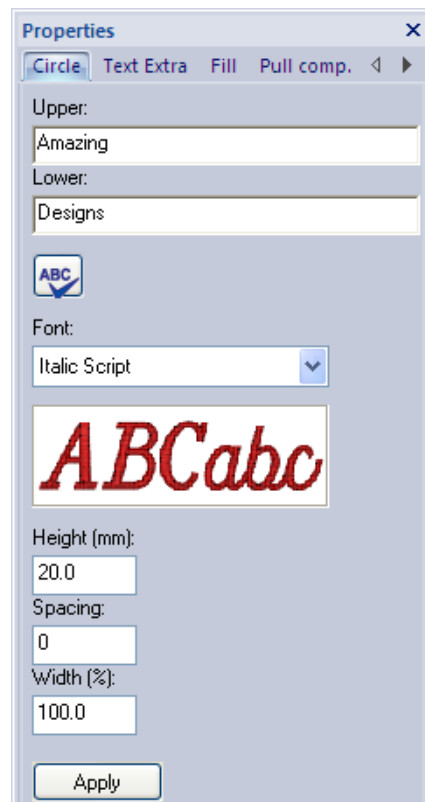 Properties
Circle Text Extra Fill Pull comp.
Upper:
Amazing
Lower:
Designs
ABC
Font:
Italic Script
ABCabc
Height (mm):
20.0
Spacing:
0
Width (%):
100.0
Apply